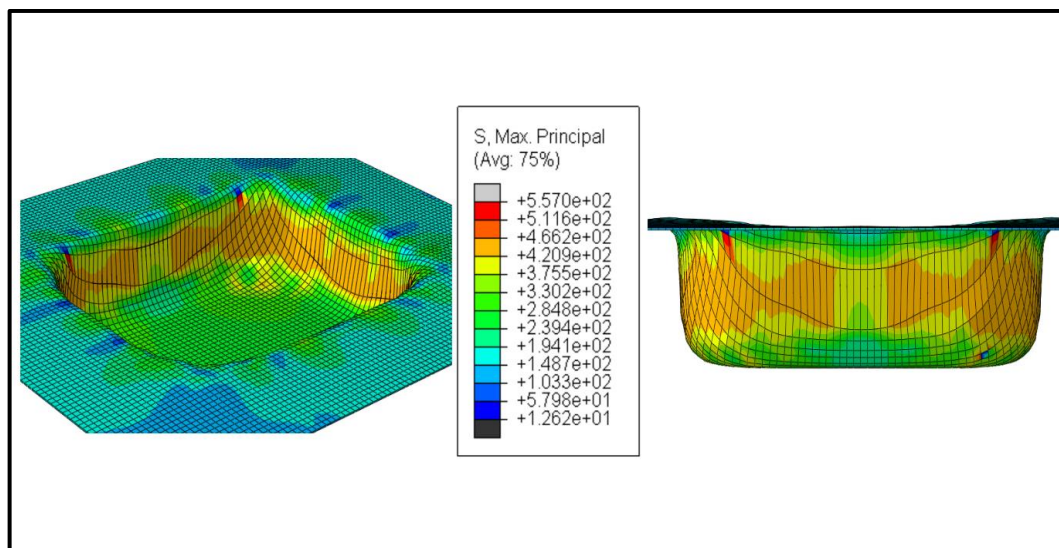 S, Max. Principal
(Avg: 75%)
+5.570e+02
+5.116e+02
+4.662e+02
+4.209e+02
+3.755e+02
+3.302e+02
+2.848e+02
+2.394e+02
+1.941e+02
+1.487e+02
+1.033e+02
+5.798e+01
+1.262e+01